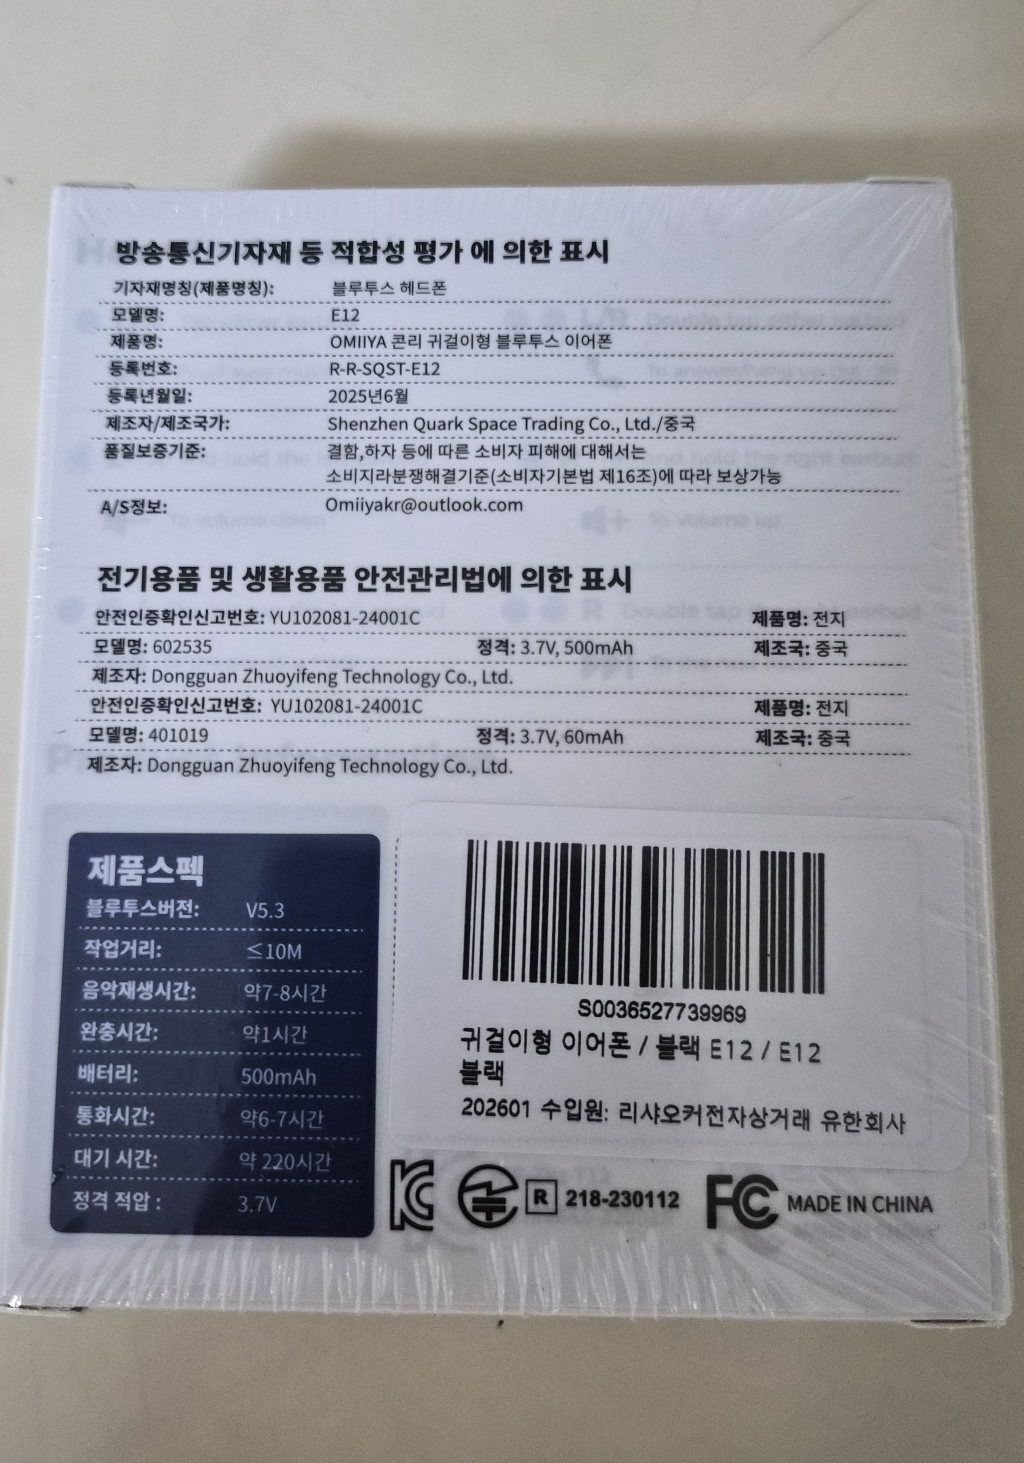 방송통신기자재 등 적합성 평가 에 의한 표시
기자재명칭(제품명칭): 블루투스 헤드폰
모델명: E12
제품명: OMIIYA 콘리 귀걸이형 블루투스 이어폰
등록번호: R-R-SQST-E12
등록년월일: 2025년6월
제조자/제조국가: Shenzhen Quark Space Trading Co., Ltd./중국
품질보증기준: 결함,하자 등에 따른 소비자 피해에 대해서는
소비지라분쟁해결기준(소비자기본법 제16조)에 따라 보상가능
A/S정보: Omiiyakr@outlook.com
전기용품 및 생활용품 안전관리법에 의한 표시
안전인증확인신고번호: YU102081-24001C 제품명: 전지
모델명: 602535 정격: 3.7V, 500mAh 제조국: 중국
제조자: Dongguan Zhuoyifeng Technology Co., Ltd.
안전인증확인신고번호: YU102081-24001C 제품명: 전지
모델명: 401019 정격: 3.7V, 60mAh 제조국: 중국
제조자: Dongguan Zhuoyifeng Technology Co., Ltd.
제품스펙
블루투스버전: V5.3
작업거리: ≤10M
음악재생시간: 약7-8시간
완충시간: 약1시간
배터리: 500mAh
통화시간: 약6-7시간
대기 시간: 약 220시간
정격 적압 : 3.7V
S0036527739969
귀걸이형 이어폰 / 블랙 E12 / E12
블랙
202601 수입원: 리샤오커전자상거래 유한회사
KC R 218-230112 FC MADE IN CHINA